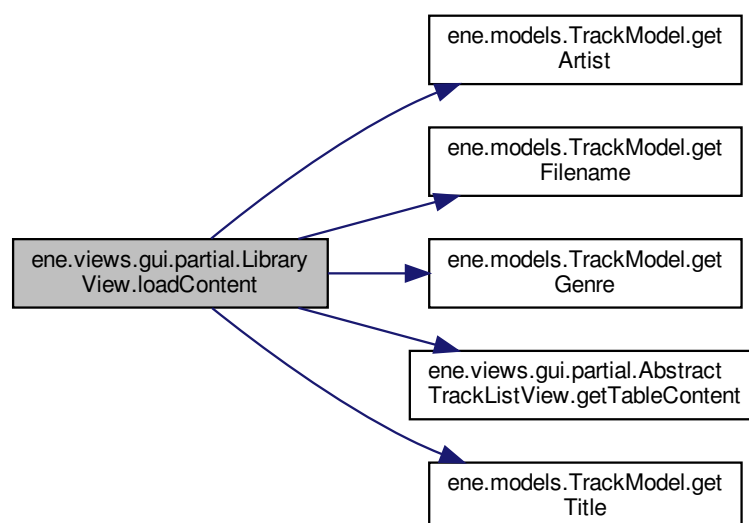 ene.models.TrackModel.get
Artist
ene.models.TrackModel.get
Filename
ene.views.gui.partial.Library
View.loadContent
ene.models.TrackModel.get
Genre
ene.views.gui.partial.Abstract
TrackListView.getTableContent
ene.models.TrackModel.get
Title